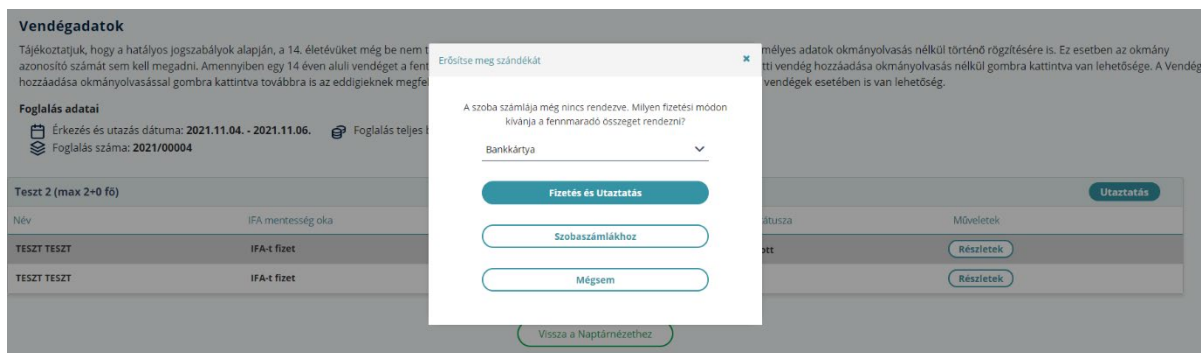 Vendégadatok
Tájékoztatjuk, hogy a hatályos jogszabályok alapján, a 14. életévüket még be nem
azonosító számát sem kell megadni. Amennyiben egy 14 éven aluli vendéget a
hozzáadása okmányolvasással gombra kattintva továbbra is az eddigieknek
személyes adatok okmányolvasás nélkül történő rögzítésére is. Ez esetben az okmány
vendég hozzáadása okmányolvasás nélkül gombra kattintva van lehetősége. A Vendég
vendégek esetében is van lehetőség.
Foglalás adatai
Érkezés és utazás dátuma: 2021.11.04. - 2021.11.06.
Foglalás teljes
Foglalás száma: 2021/00004
Teszt 2 (max 2+0 fő)
Utaztatás
Név
IFA mentesség oka
Műveletek
TESZT TESZT
IFA-t fizet
Részletek
TESZT TESZT
IFA-t fizet
Részletek
Erősítse meg szándékát
×
A szoba számlája még nincs rendezve. Milyen fizetési módon
kívánja a fennmaradó összeget rendezni?
Bankkártya
Fizetés és Utaztatás
Szobaszámlákhoz
Mégsem
Vissza a Naptárnézethez